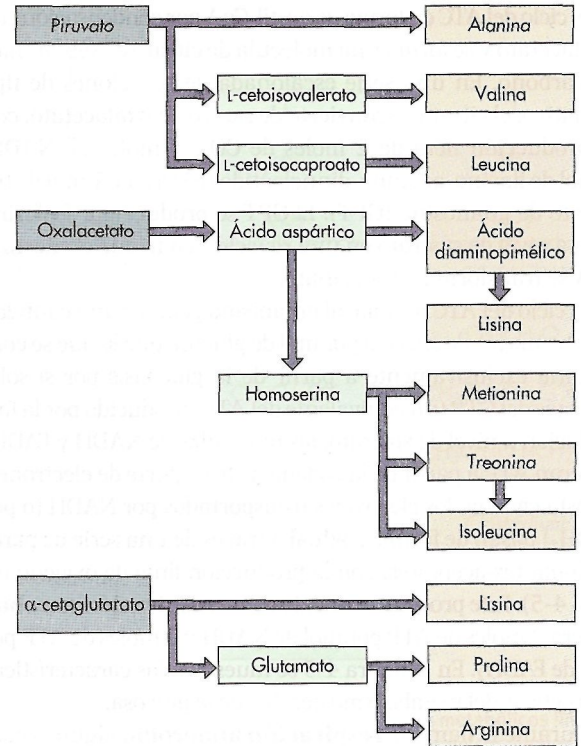 Piruvato
Alanina
L-cetoisovalerato
Valina
L-cetoisocaproato
Leucina
Oxalacetato
Ácido aspártico
Ácido
diaminopimélico
Lisina
Homoserina
Metionina
Treonina
Isoleucina
α-cetoglutarato
Lisina
Glutamato
Prolina
Arginina